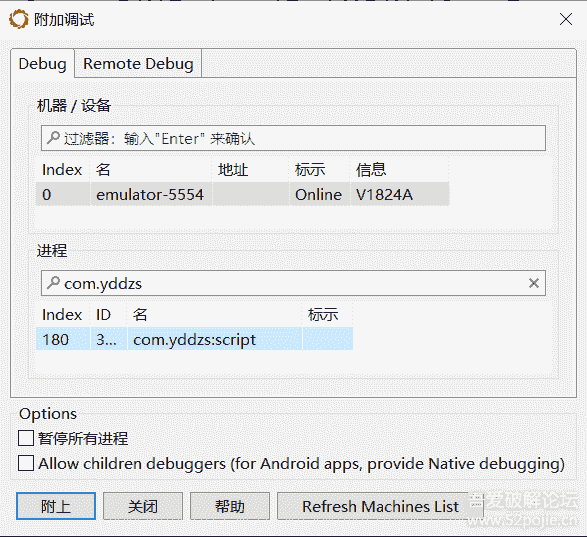 附加调试
Debug
Remote Debug
机器 / 设备
过滤器：输入"Enter" 来确认
Index 名 地址 标示 信息
0 emulator-5554 Online V1824A
进程
com.yddzs
Index ID 名 标示
180 3... com.yddzs:script
Options
暂停所有进程
Allow children debuggers (for Android apps, provide Native debugging)
附上 关闭 帮助 Refresh Machines List
吾爱破解论坛
www.52pojie.cn